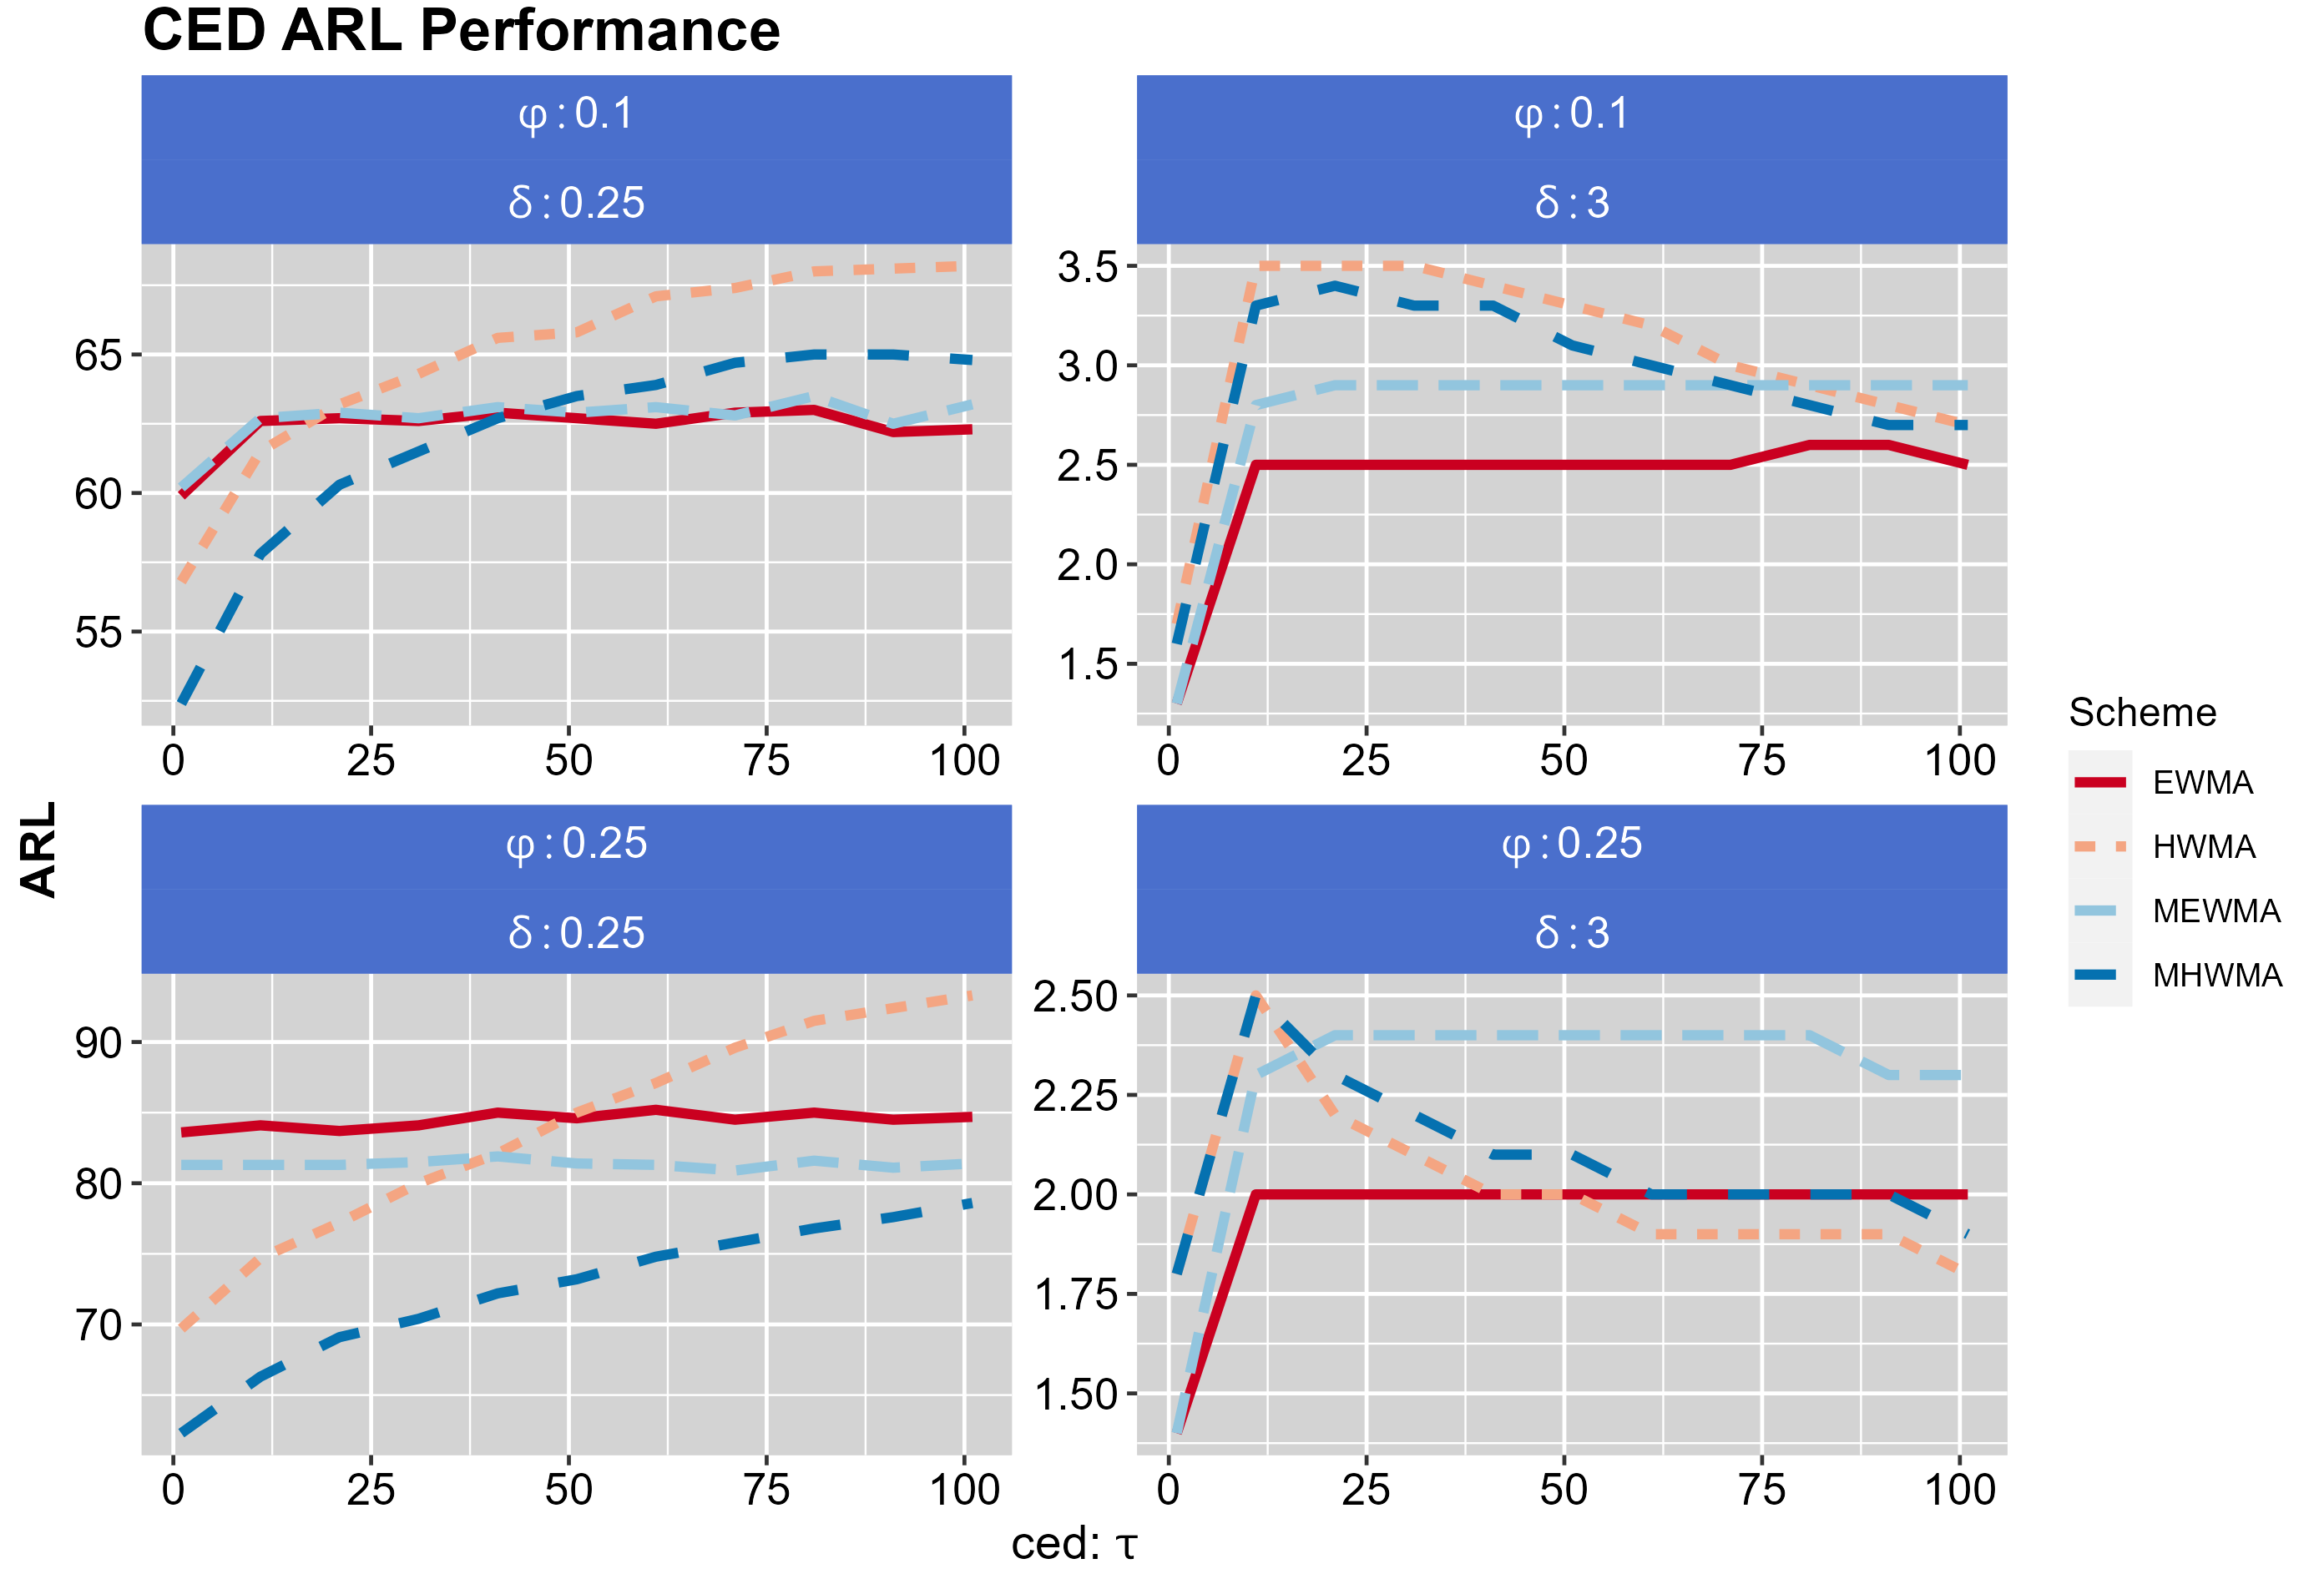 CED ARL Performance
φ : 0.1
δ : 0.25
65
60
55
0 25 50 75 100
φ : 0.1
δ : 3
3.5
3.0
2.5
2.0
1.5
0 25 50 75 100
φ : 0.25
δ : 0.25
90
80
70
0 25 50 75 100
φ : 0.25
δ : 3
2.50
2.25
2.00
1.75
1.50
0 25 50 75 100
ARL
ced: τ
Scheme
EWMA
HWMA
MEWMA
MHWMA